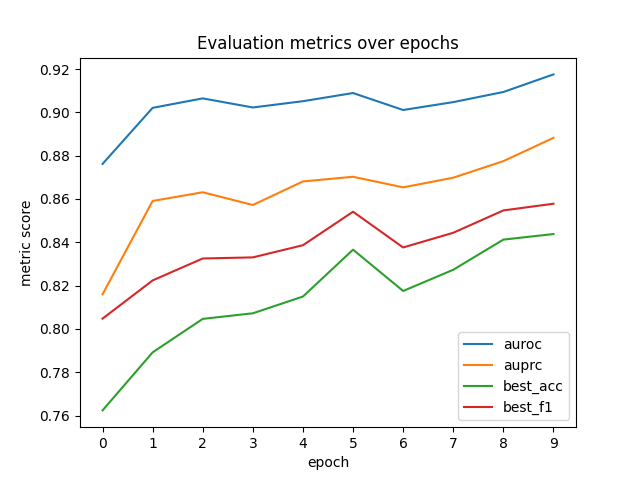 Evaluation metrics over epochs
metric score
0.92
0.90
0.88
0.86
0.84
0.82
0.80
0.78
0.76
auroc
auprc
best_acc
best_f1
0 1 2 3 4 5 6 7 8 9
epoch